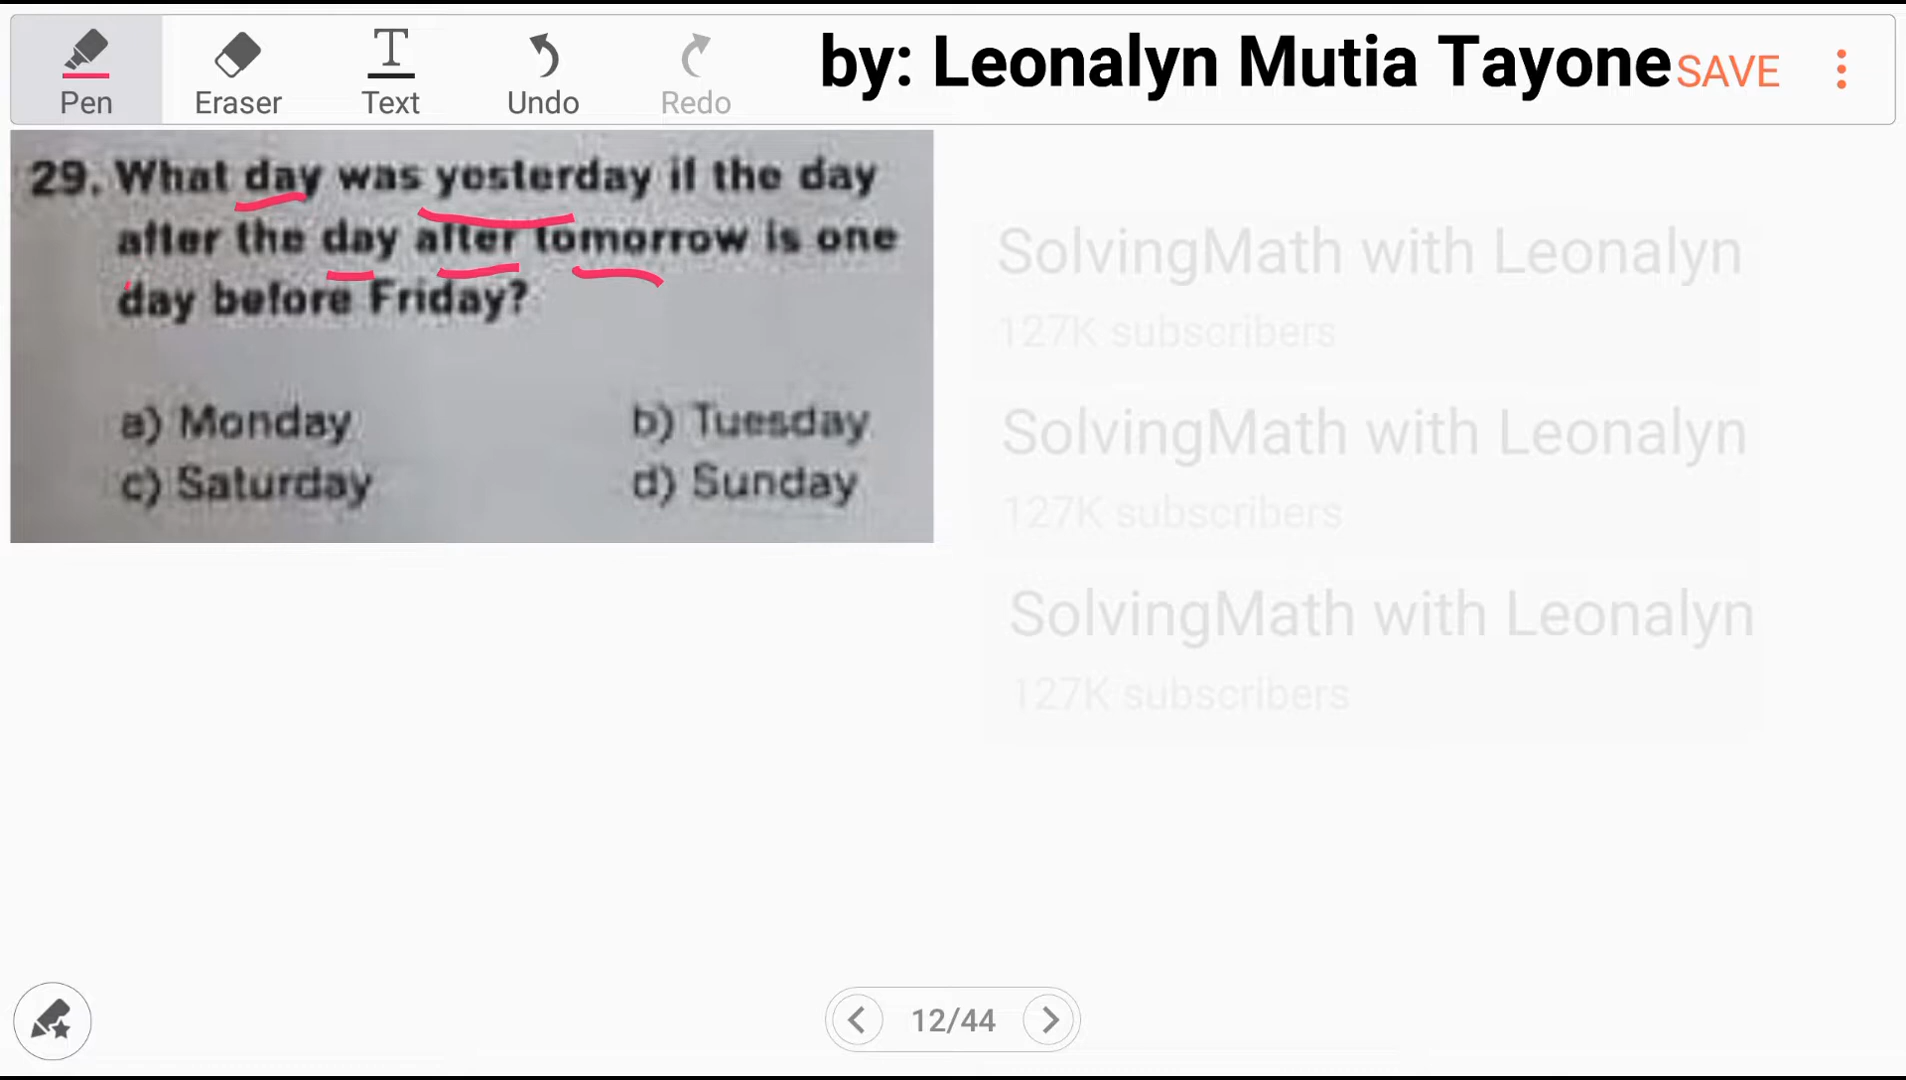 Pen
Eraser
Text
Undo
Redo
by: Leonalyn Mutia Tayone
SAVE
29. What day was yesterday if the day
after the day after tomorrow is one
day before Friday?
a) Monday
b) Tuesday
c) Saturday
d) Sunday
SolvingMath with Leonalyn
127K subscribers
SolvingMath with Leonalyn
127K subscribers
SolvingMath with Leonalyn
127K subscribers
12/44